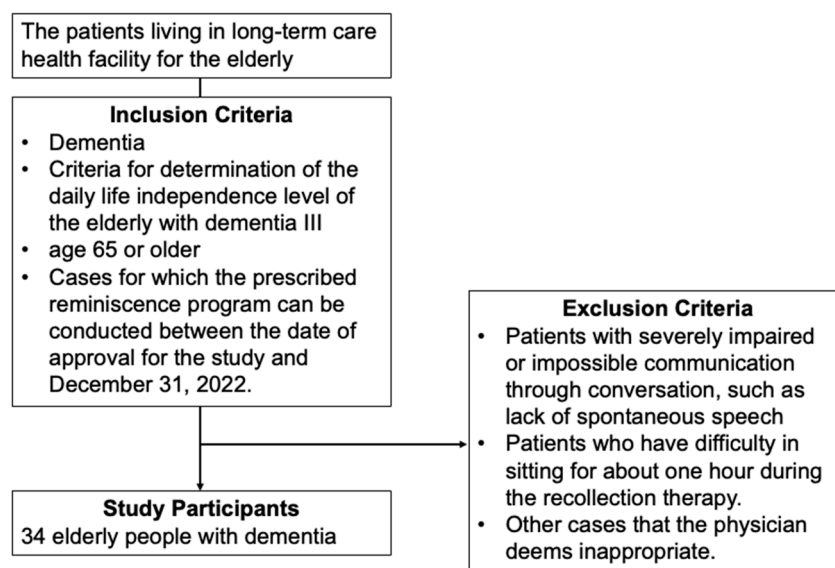 The patients living in long-term care
health facility for the elderly
Inclusion Criteria
• Dementia
• Criteria for determination of the
daily life independence level of
the elderly with dementia III
• age 65 or older
• Cases for which the prescribed
reminiscence program can be
conducted between the date of
approval for the study and
December 31, 2022.
Exclusion Criteria
• Patients with severely impaired
or impossible communication
through conversation, such as
lack of spontaneous speech
• Patients who have difficulty in
sitting for about one hour during
the recollection therapy.
• Other cases that the physician
deems inappropriate.
Study Participants
34 elderly people with dementia